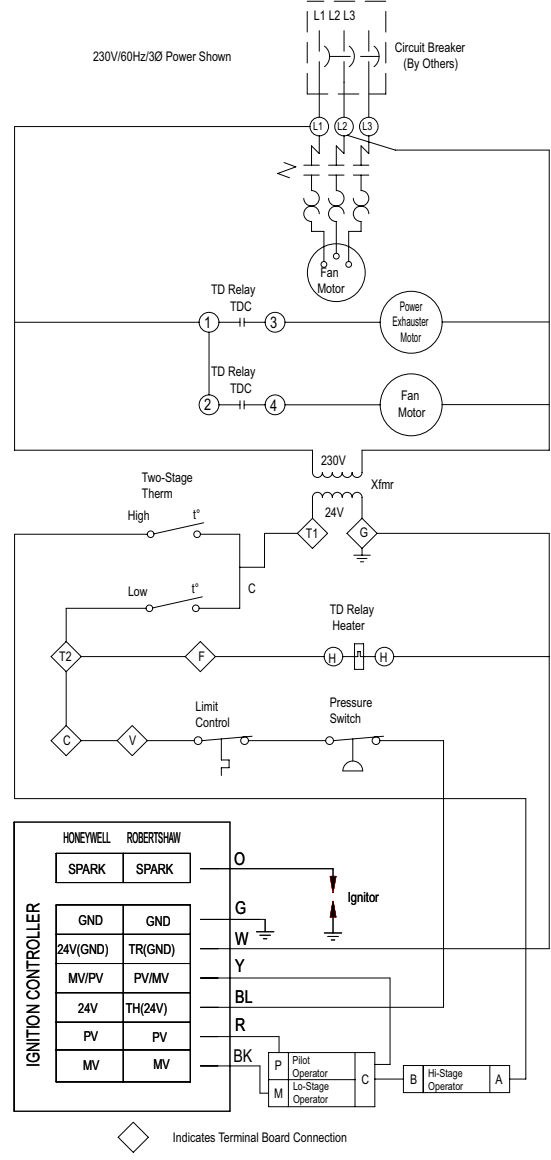 L1 L2 L3
230V/60Hz/3Ø Power Shown
Circuit Breaker
(By Others)
L1
L2
L3
Fan
Motor
TD Relay
TDC
1
3
Power
Exhauster
Motor
TD Relay
TDC
2
4
Fan
Motor
230V
Xfmr
24V
T1
G
Two-Stage
Therm
High
t°
C
Low
t°
TD Relay
Heater
T2
F
H
H
Limit
Control
Pressure
Switch
C
V
IGNITION CONTROLLER
HONEYWELL ROBERTSHAW
SPARK SPARK O
Ignitor
GND GND G
24V(GND) TR(GND) W
MV/PV PV/MV Y
24V TH(24V) BL
PV PV R
MV MV BK
P Pilot
Operator
M Lo-Stage
Operator
C
B Hi-Stage
Operator
A
Indicates Terminal Board Connection